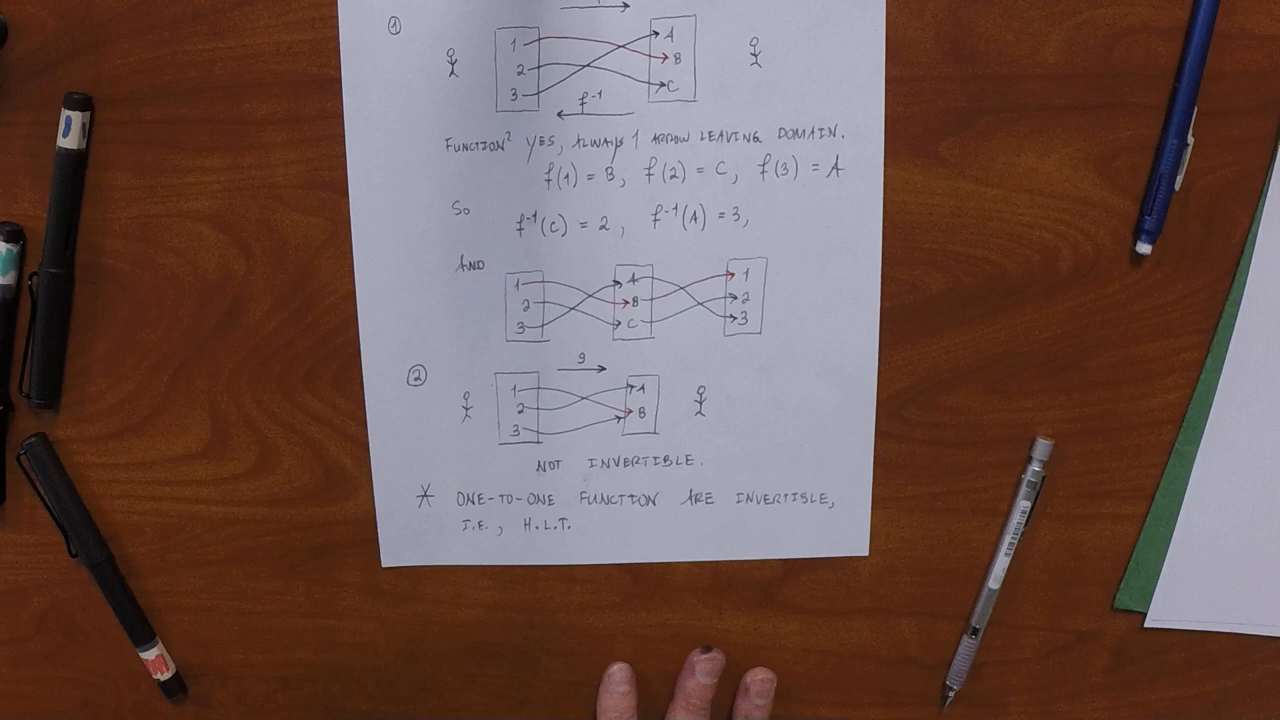 ①
1 A
2 B
3 C
f⁻¹
FUNCTION? YES, ALWAYS 1 ARROW LEAVING DOMAIN.
f(1) = B, f(2) = C, f(3) = A
SO
f⁻¹(C) = 2, f⁻¹(A) = 3,
AND
1 A 1
2 B 2
3 C 3
② g
1 A
2 B
3
NOT INVERTIBLE.
* ONE-TO-ONE FUNCTION ARE INVERTIBLE,
I.E., H.L.T.